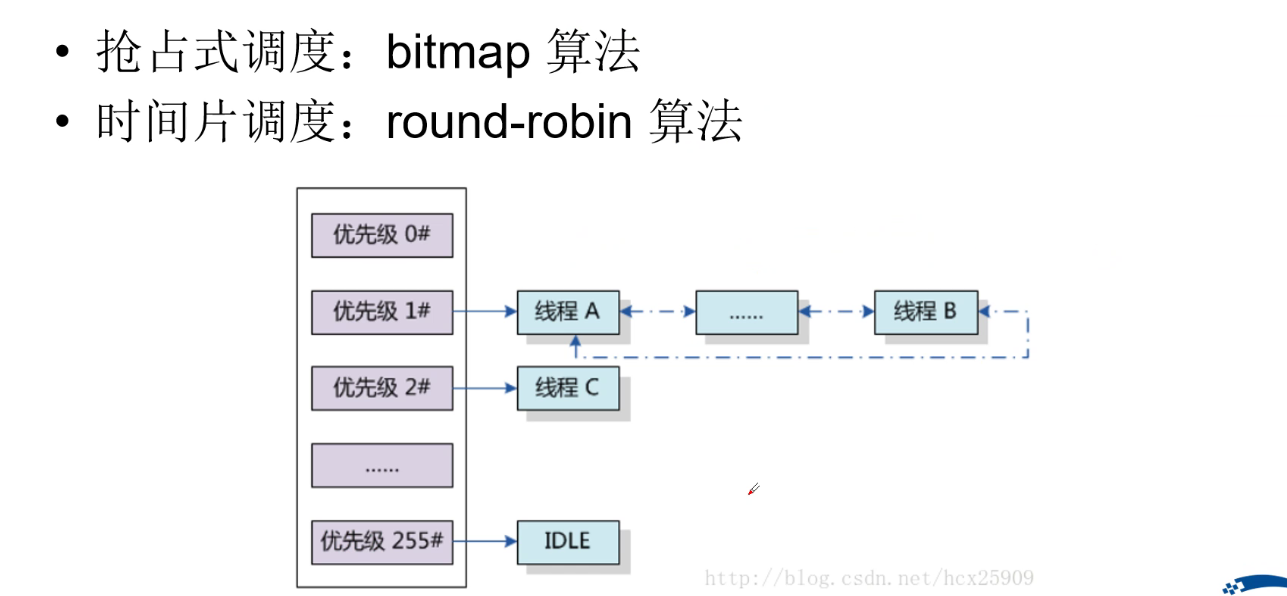 • 抢占式调度：bitmap 算法
• 时间片调度：round-robin 算法
优先级 0#
优先级 1#
线程 A
......
线程 B
优先级 2#
线程 C
......
优先级 255#
IDLE
http://blog.csdn.net/hcx25909